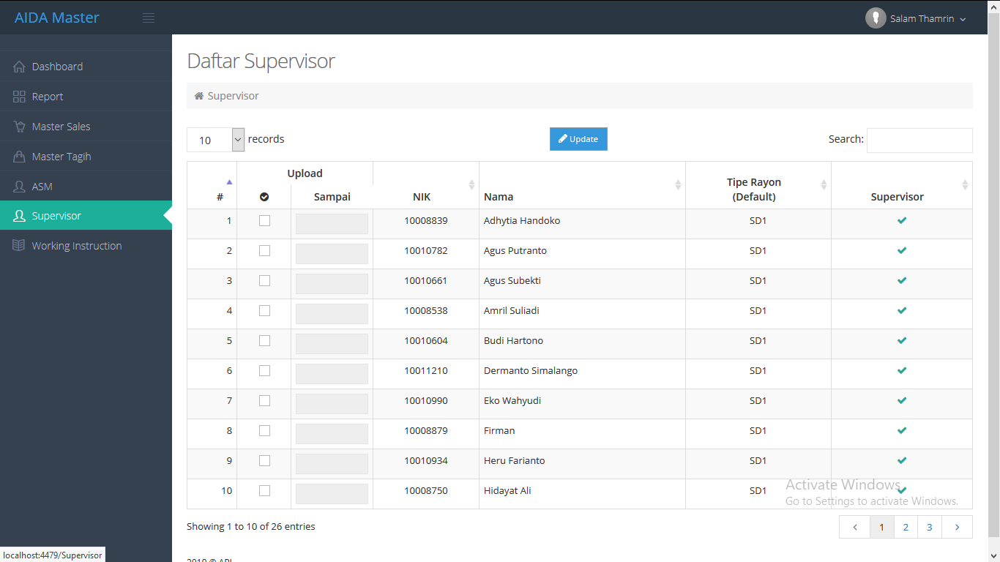 AIDA Master
Salam Thamrin
Dashboard
Report
Master Sales
Master Tagih
ASM
Supervisor
Working Instruction
Daftar Supervisor
Supervisor
10 records
Update
Search:
# Upload Sampai NIK Nama Tipe Rayon (Default) Supervisor
1 10008839 Adhytia Handoko SD1
2 10010782 Agus Putranto SD1
3 10010661 Agus Subekti SD1
4 10008538 Amril Suliadi SD1
5 10010604 Budi Hartono SD1
6 10011210 Dermanto Simalango SD1
7 10010990 Eko Wahyudi SD1
8 10008879 Firman SD1
9 10010934 Heru Farianto SD1
10 10008750 Hidayat Ali SD1
Activate Windows
Go to Settings to activate Windows.
Showing 1 to 10 of 26 entries
1 2 3
localhost:4479/Supervisor